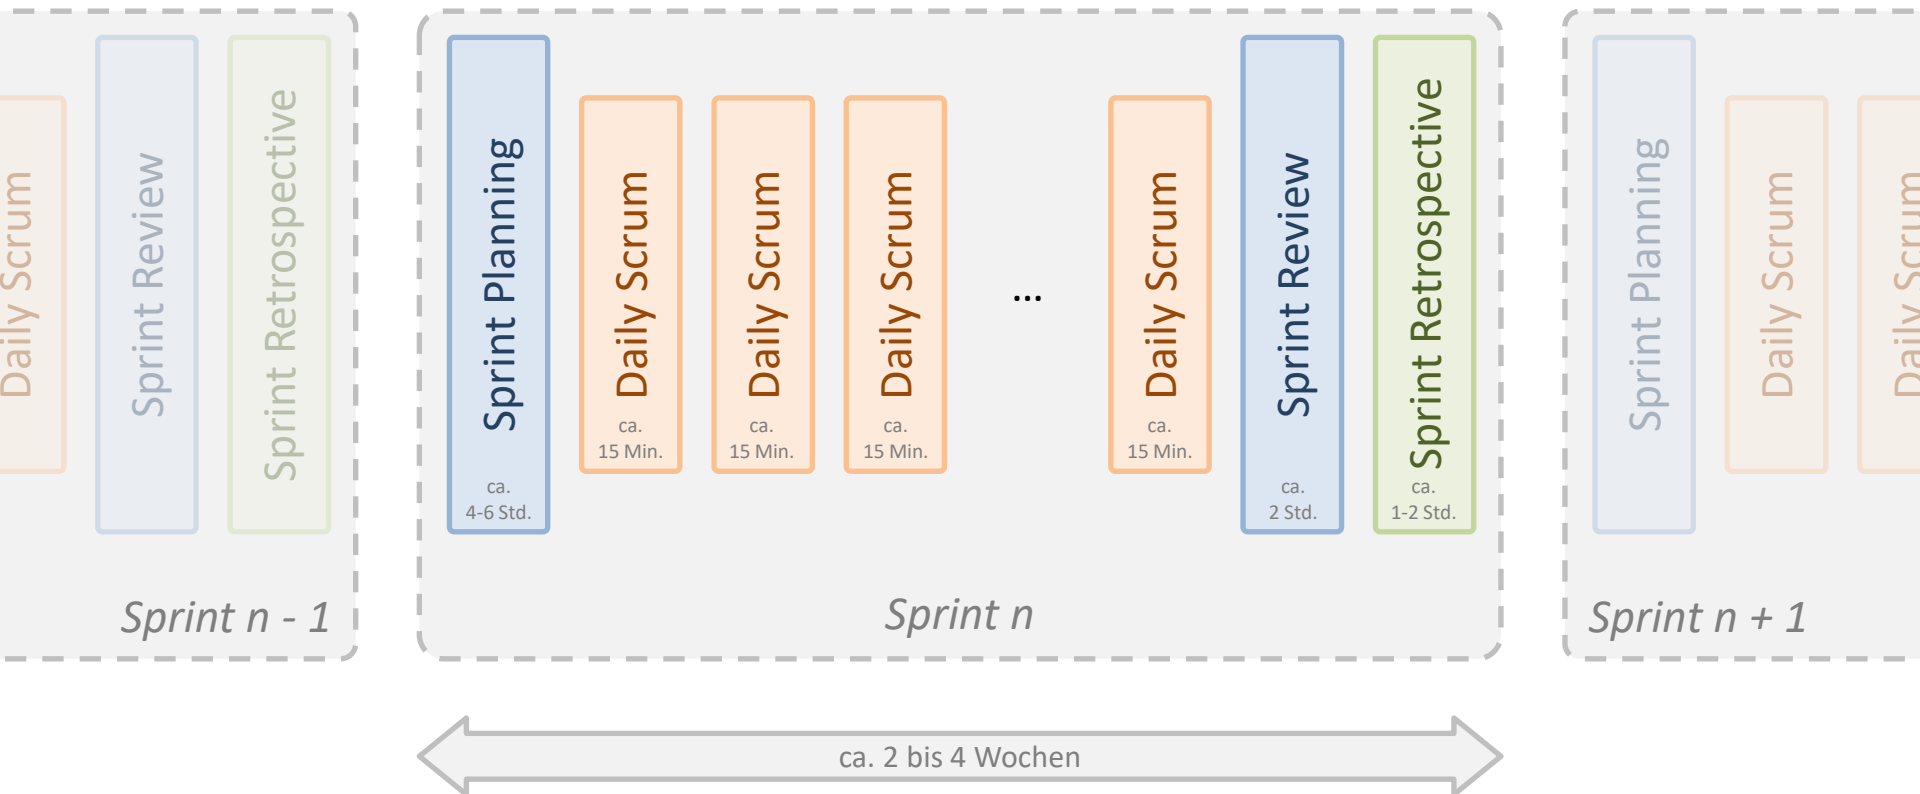 Daily Scrum
Sprint Review
Sprint Retrospective
Sprint n - 1
Sprint Planning
ca.
4-6 Std.
Daily Scrum
ca.
15 Min.
Daily Scrum
ca.
15 Min.
Daily Scrum
ca.
15 Min.
...
Daily Scrum
ca.
15 Min.
Sprint Review
ca.
2 Std.
Sprint Retrospective
ca.
1-2 Std.
Sprint n
Sprint Planning
Daily Scrum
Daily Scrum
Sprint n + 1
ca. 2 bis 4 Wochen